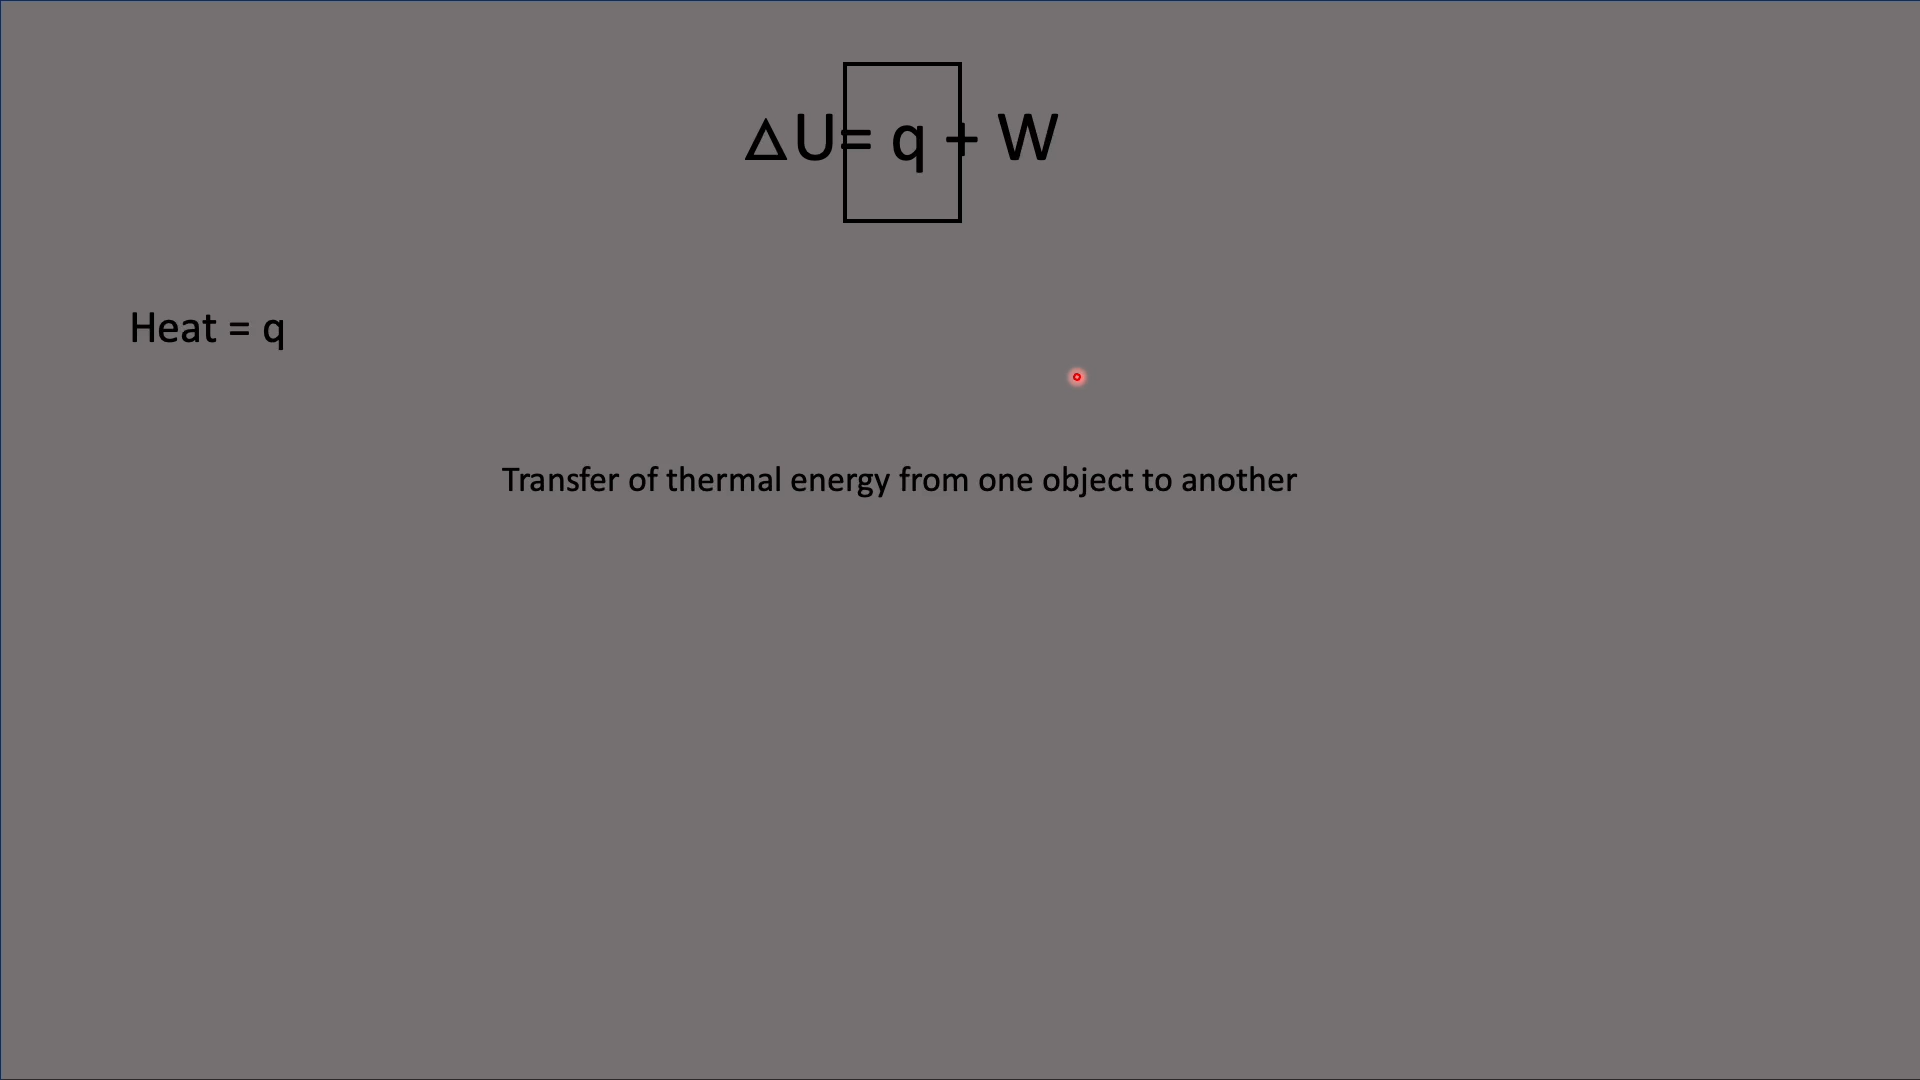 △U= q + W
Heat = q
Transfer of thermal energy from one object to another